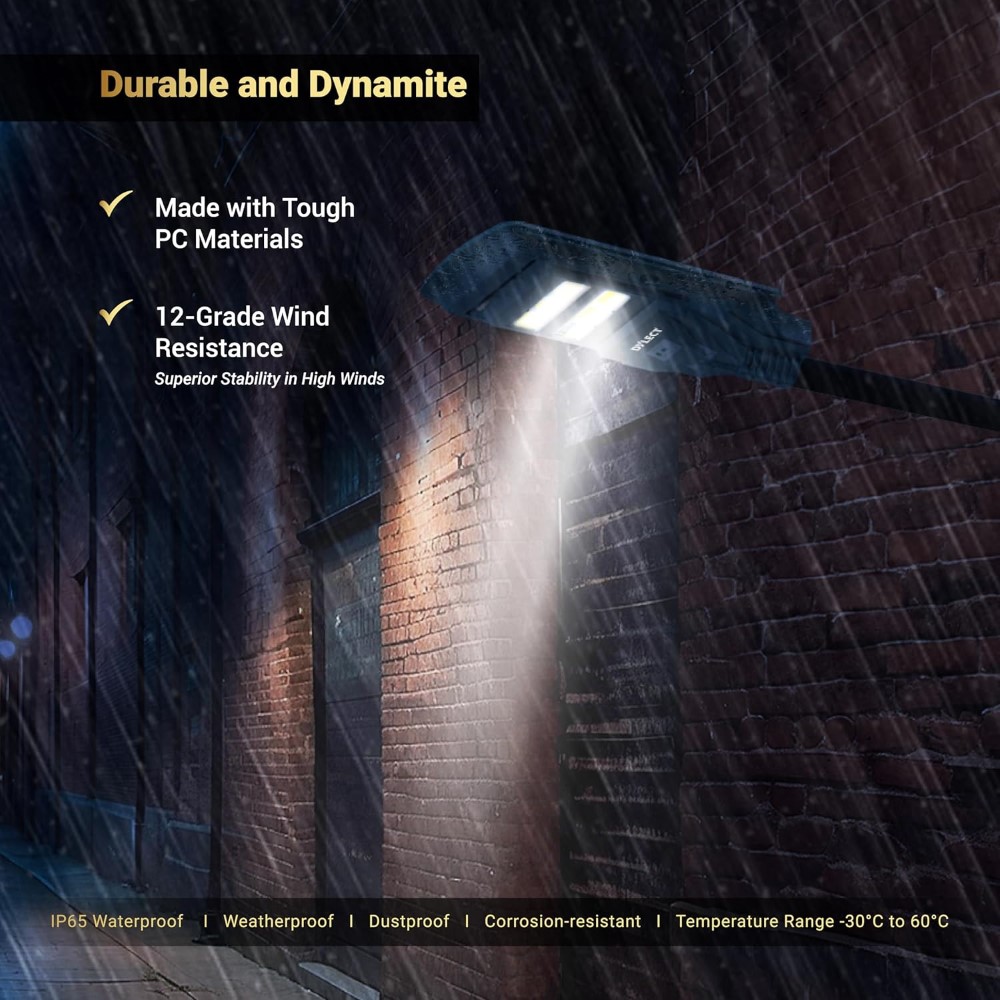 Durable and Dynamite
Made with Tough
PC Materials
12-Grade Wind
Resistance
Superior Stability in High Winds
DYLECT
IP65 Waterproof | Weatherproof | Dustproof | Corrosion-resistant | Temperature Range -30°C to 60°C